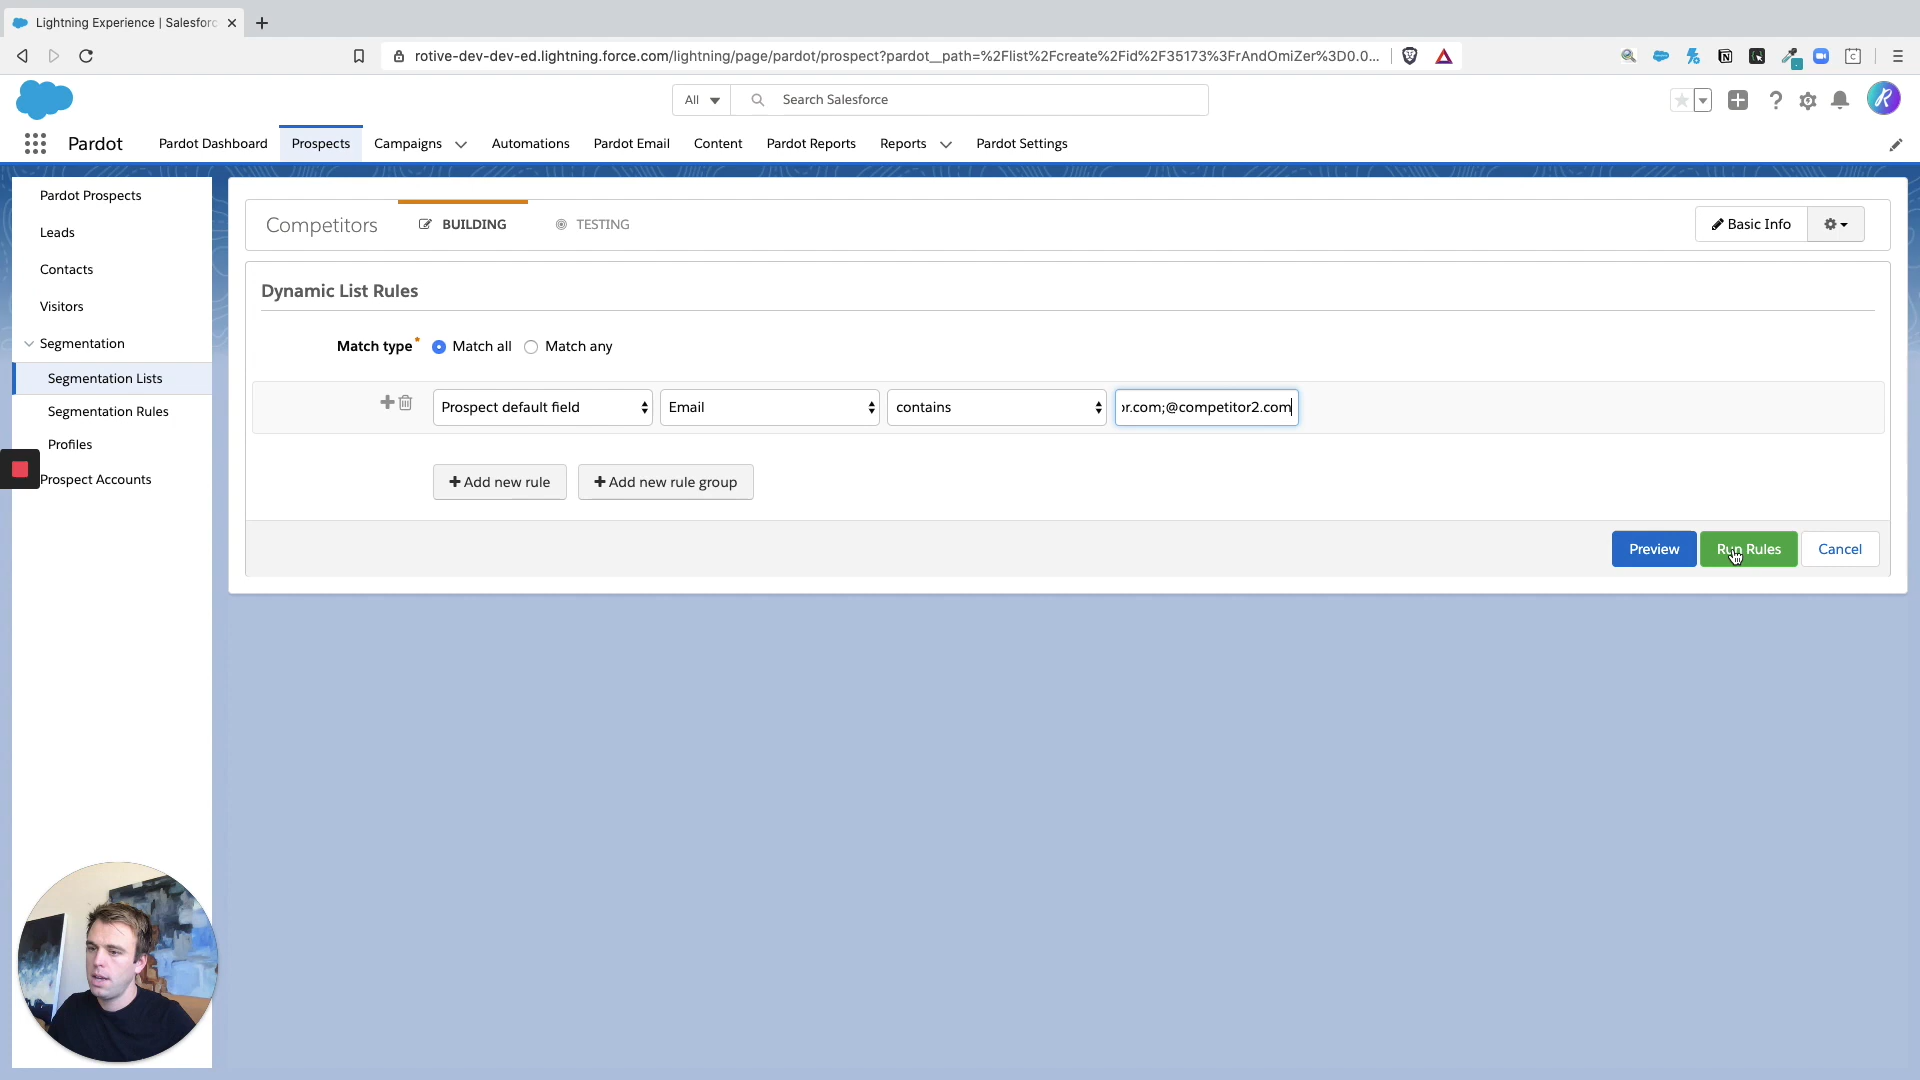 Lightning Experience | Salesforc
rotive-dev-dev-ed.lightning.force.com/lightning/page/pardot/prospect?pardot__path=%2Flist%2Fcreate%2Fid%2F35173%3FrAndOmiZer%3D0.0...
All
Search Salesforce
Pardot
Pardot Dashboard
Prospects
Campaigns
Automations
Pardot Email
Content
Pardot Reports
Reports
Pardot Settings
Pardot Prospects
Leads
Contacts
Visitors
Segmentation
Segmentation Lists
Segmentation Rules
Profiles
Prospect Accounts
Competitors
BUILDING
TESTING
Basic Info
Dynamic List Rules
Match type*
Match all
Match any
Prospect default field
Email
contains
or.com;@competitor2.com
Add new rule
Add new rule group
Preview
Run Rules
Cancel